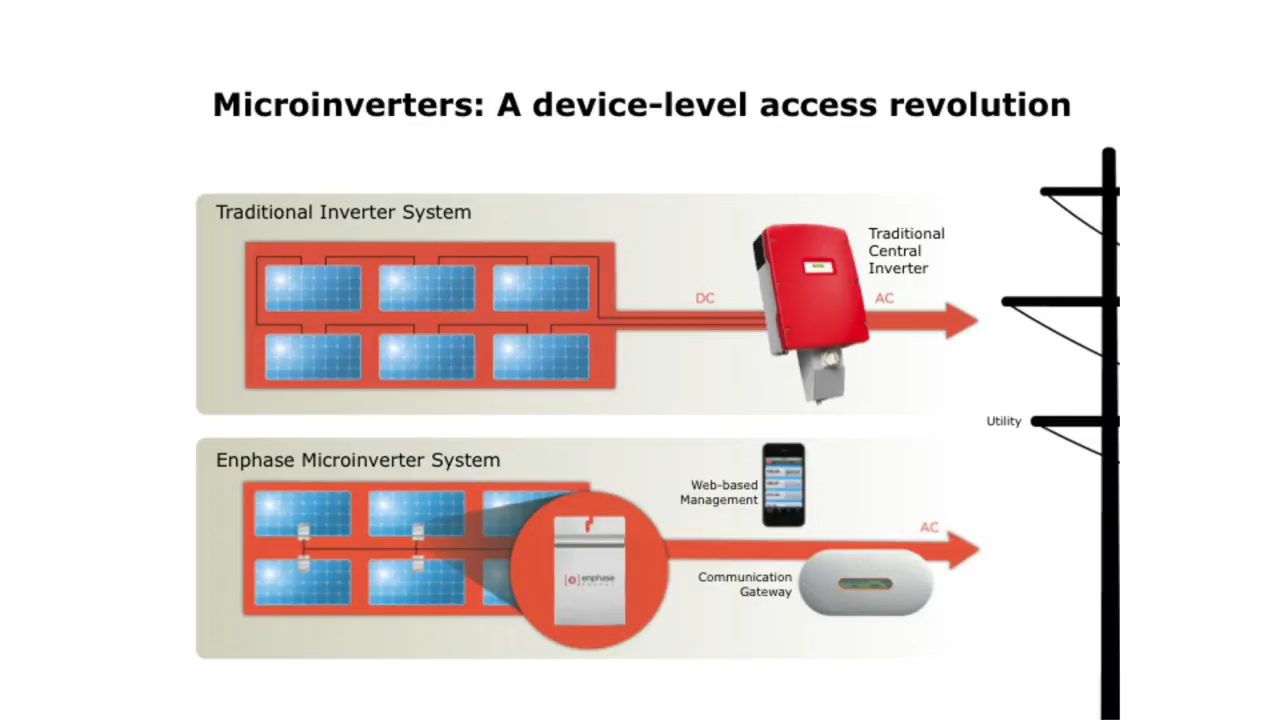 Microinverters: A device-level access revolution
Traditional Inverter System
Traditional
Central
Inverter
DC
AC
Utility
Enphase Microinverter System
Web-based
Management
AC
enphase
Communication
Gateway